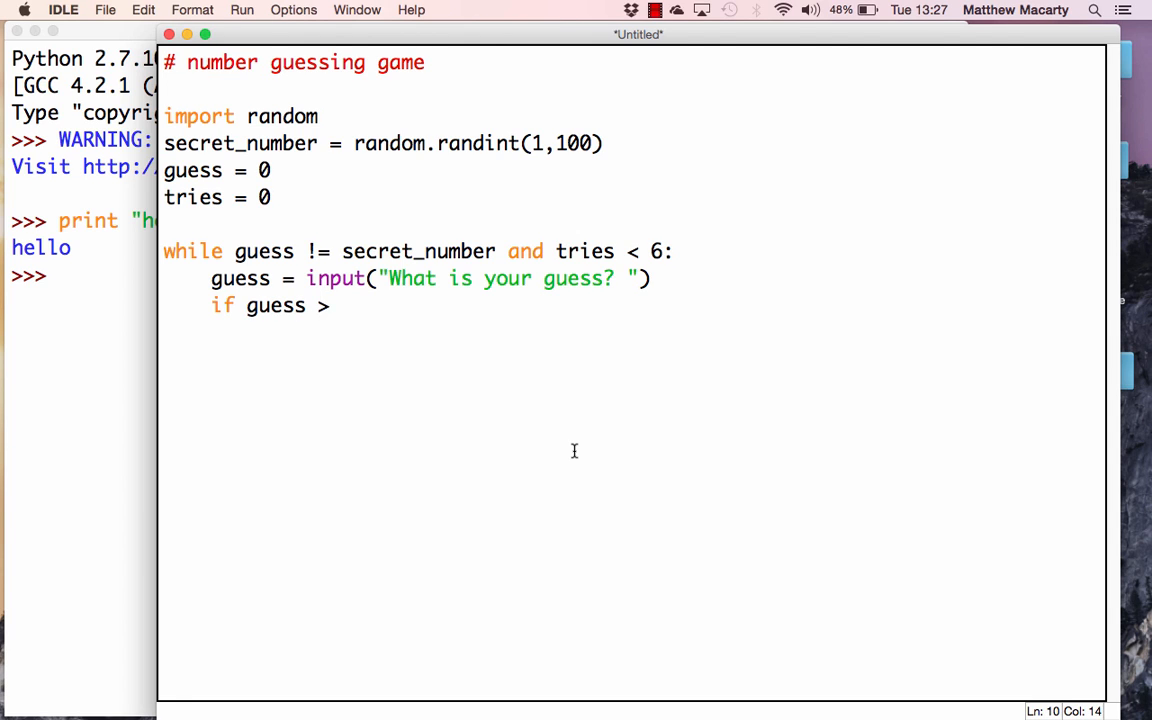 IDLE File Edit Format Run Options Window Help 48% Tue 13:27 Matthew Macarty
*Untitled*
Python 2.7.10
[GCC 4.2.1 (
Type "copyri
>>> WARNING:
Visit http:/
>>> print "h
hello
>>>
# number guessing game
import random
secret_number = random.randint(1,100)
guess = 0
tries = 0
while guess != secret_number and tries < 6:
    guess = input("What is your guess? ")
    if guess >
Ln: 10 Col: 14